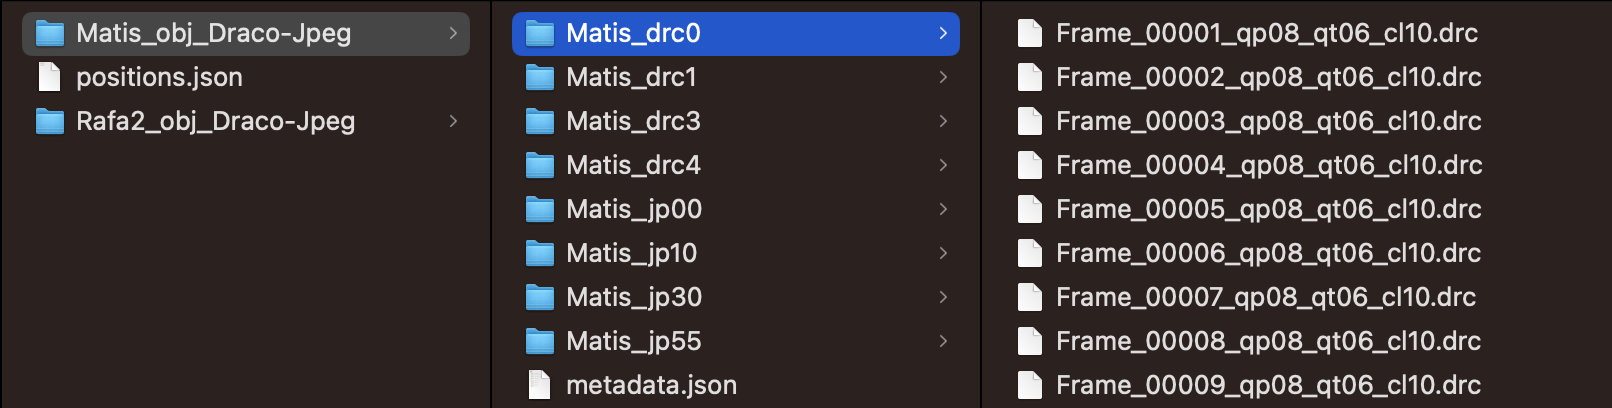 Matis_obj_Draco-Jpeg
positions.json
Rafa2_obj_Draco-Jpeg
Matis_drc0
Matis_drc1
Matis_drc3
Matis_drc4
Matis_jp00
Matis_jp10
Matis_jp30
Matis_jp55
metadata.json
Frame_00001_qp08_qt06_cl10.drc
Frame_00002_qp08_qt06_cl10.drc
Frame_00003_qp08_qt06_cl10.drc
Frame_00004_qp08_qt06_cl10.drc
Frame_00005_qp08_qt06_cl10.drc
Frame_00006_qp08_qt06_cl10.drc
Frame_00007_qp08_qt06_cl10.drc
Frame_00008_qp08_qt06_cl10.drc
Frame_00009_qp08_qt06_cl10.drc